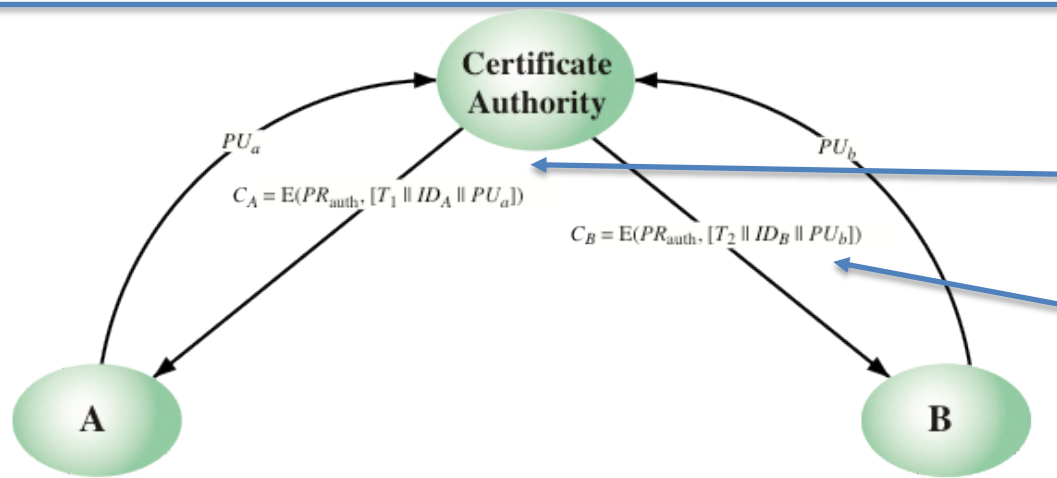 Certificate
Authority
PUa
PUb
CA = E(PRauth, [T1 || IDA || PUa])
CB = E(PRauth, [T2 || IDB || PUb])
A
B